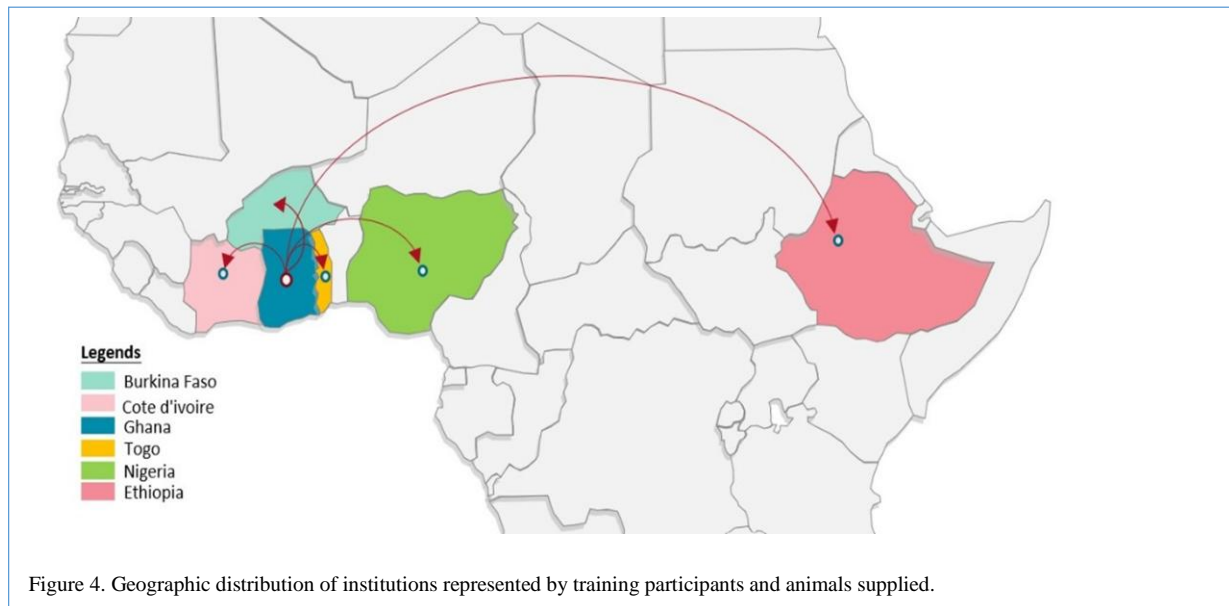 Legends
Burkina Faso
Cote d'ivoire
Ghana
Togo
Nigeria
Ethiopia
Figure 4. Geographic distribution of institutions represented by training participants and animals supplied.